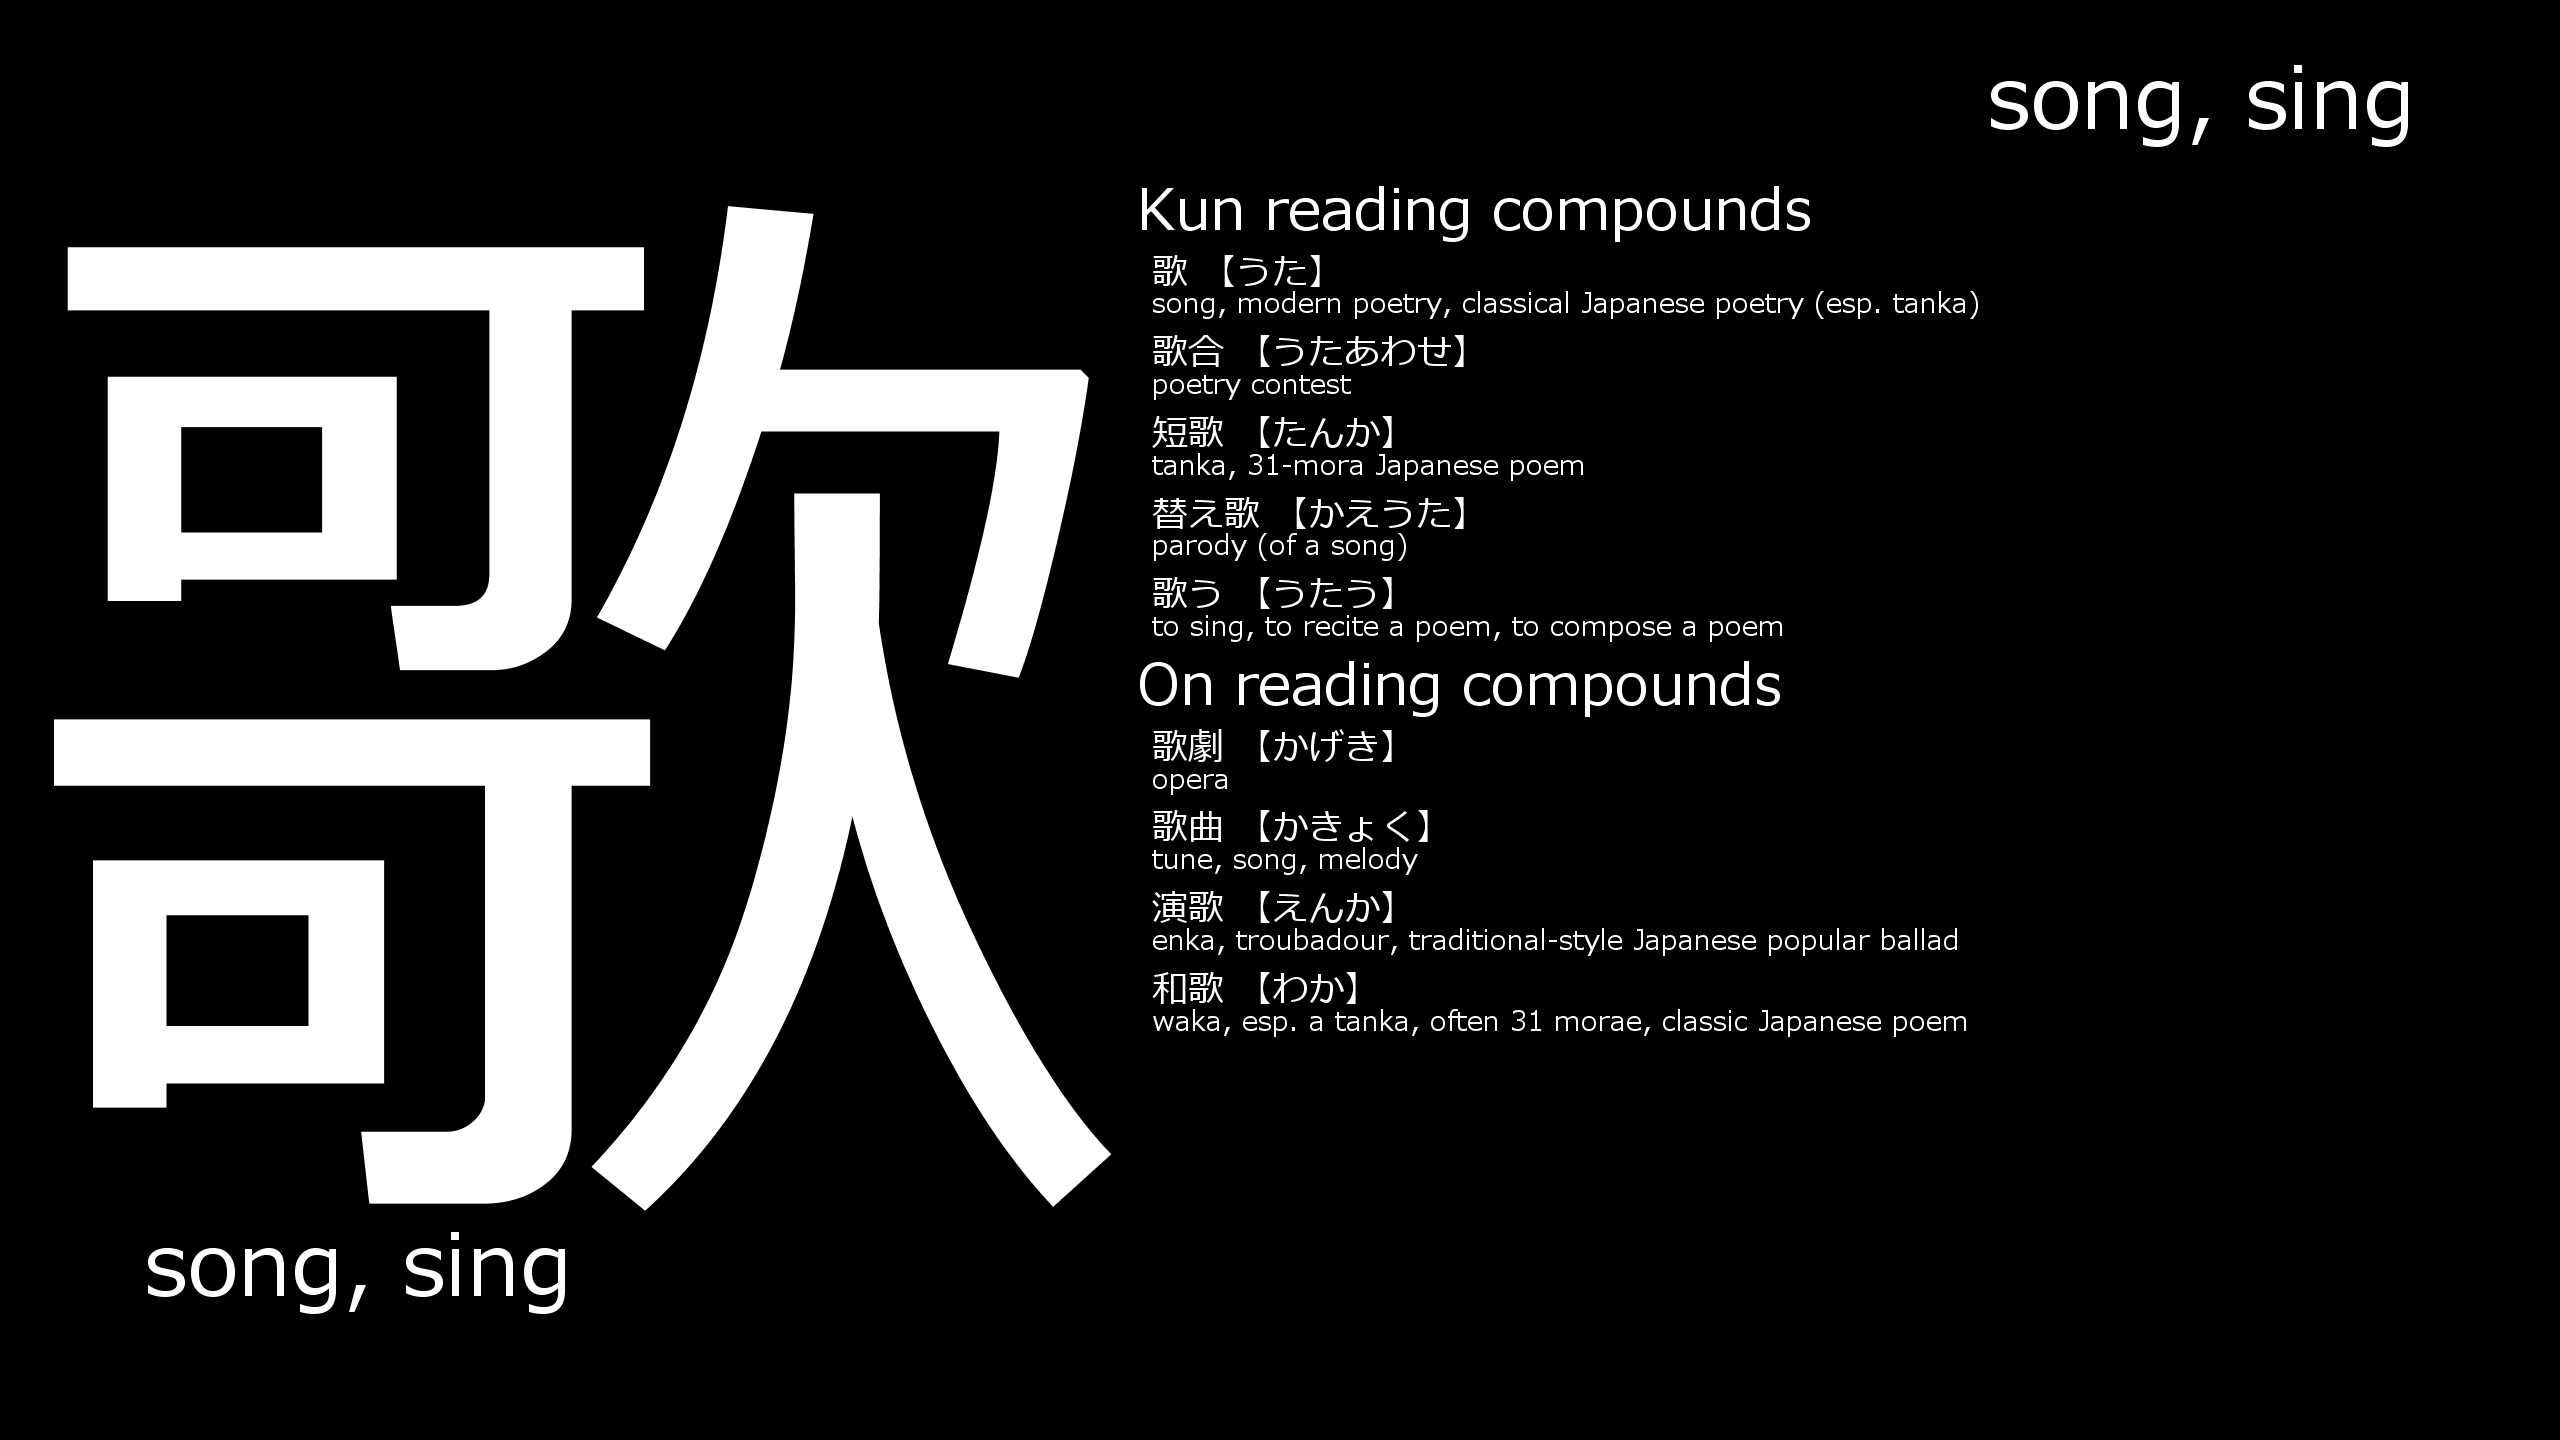 song, sing
歌
song, sing
Kun reading compounds
歌 【うた】
song, modern poetry, classical Japanese poetry (esp. tanka)
歌合 【うたあわせ】
poetry contest
短歌 【たんか】
tanka, 31-mora Japanese poem
替え歌 【かえうた】
parody (of a song)
歌う 【うたう】
to sing, to recite a poem, to compose a poem
On reading compounds
歌劇 【かげき】
opera
歌曲 【かきょく】
tune, song, melody
演歌 【えんか】
enka, troubadour, traditional-style Japanese popular ballad
和歌 【わか】
waka, esp. a tanka, often 31 morae, classic Japanese poem